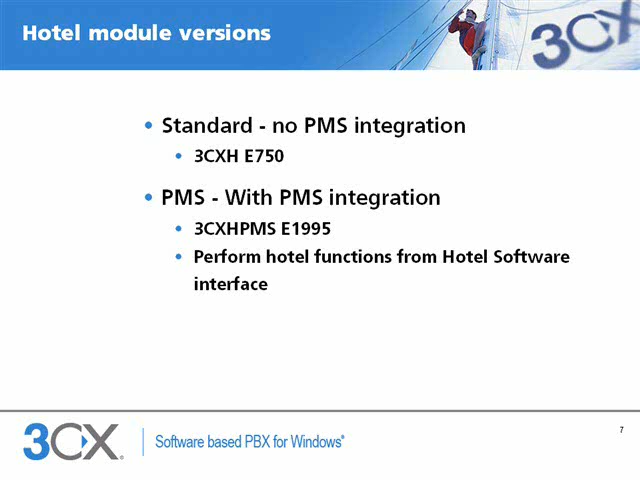 Hotel module versions
3CX
• Standard - no PMS integration
• 3CXH E750
• PMS - With PMS integration
• 3CXHPMS E1995
• Perform hotel functions from Hotel Software
interface
7
3CX®
Software based PBX for Windows®